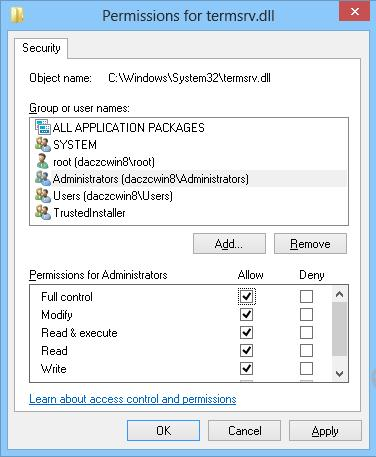 Permissions for termsrv.dll
Security
Object name: C:\Windows\System32\termsrv.dll
Group or user names:
ALL APPLICATION PACKAGES
SYSTEM
root (daczcwin8\root)
Administrators (daczcwin8\Administrators)
Users (daczcwin8\Users)
TrustedInstaller
Add... Remove
Permissions for Administrators Allow Deny
Full control
Modify
Read & execute
Read
Write
Learn about access control and permissions
OK Cancel Apply